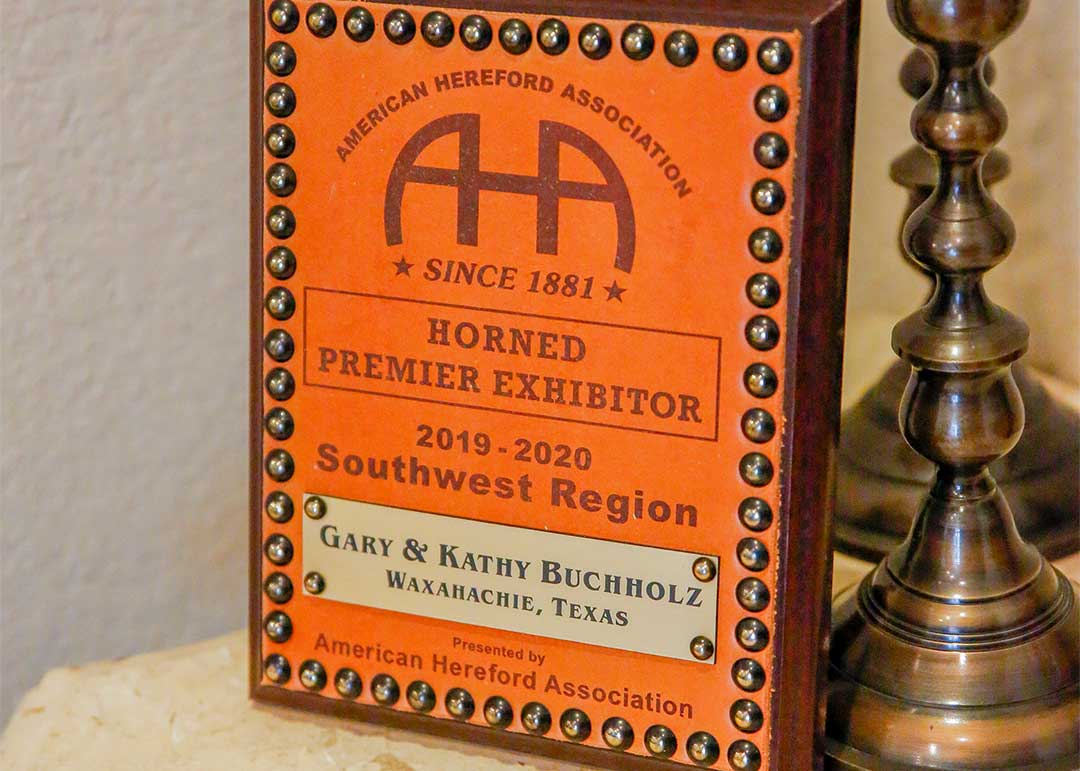 AMERICAN HEREFORD ASSOCIATION
AHA
★ SINCE 1881 ★
HORNED
PREMIER EXHIBITOR
2019 - 2020
Southwest Region
GARY & KATHY BUCHHOLZ
WAXAHACHIE, TEXAS
Presented by
American Hereford Association